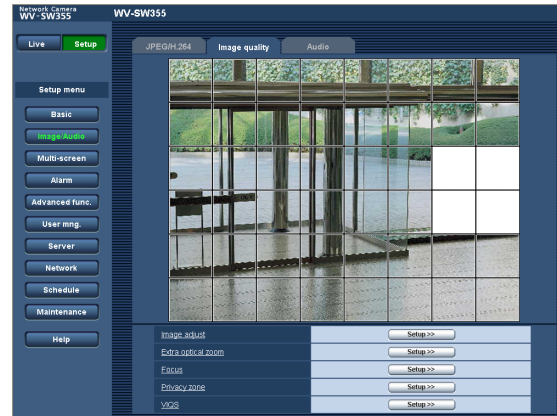 Network Camera
WV-SW355
WV-SW355
Live
Setup
JPEG/H.264
Image quality
Audio
Setup menu
Basic
Image/Audio
Multi-screen
Alarm
Advanced func.
User mng.
Server
Network
Schedule
Maintenance
Help
Image adjust
Setup >>
Extra optical zoom
Setup >>
Focus
Setup >>
Privacy zone
Setup >>
VIQS
Setup >>